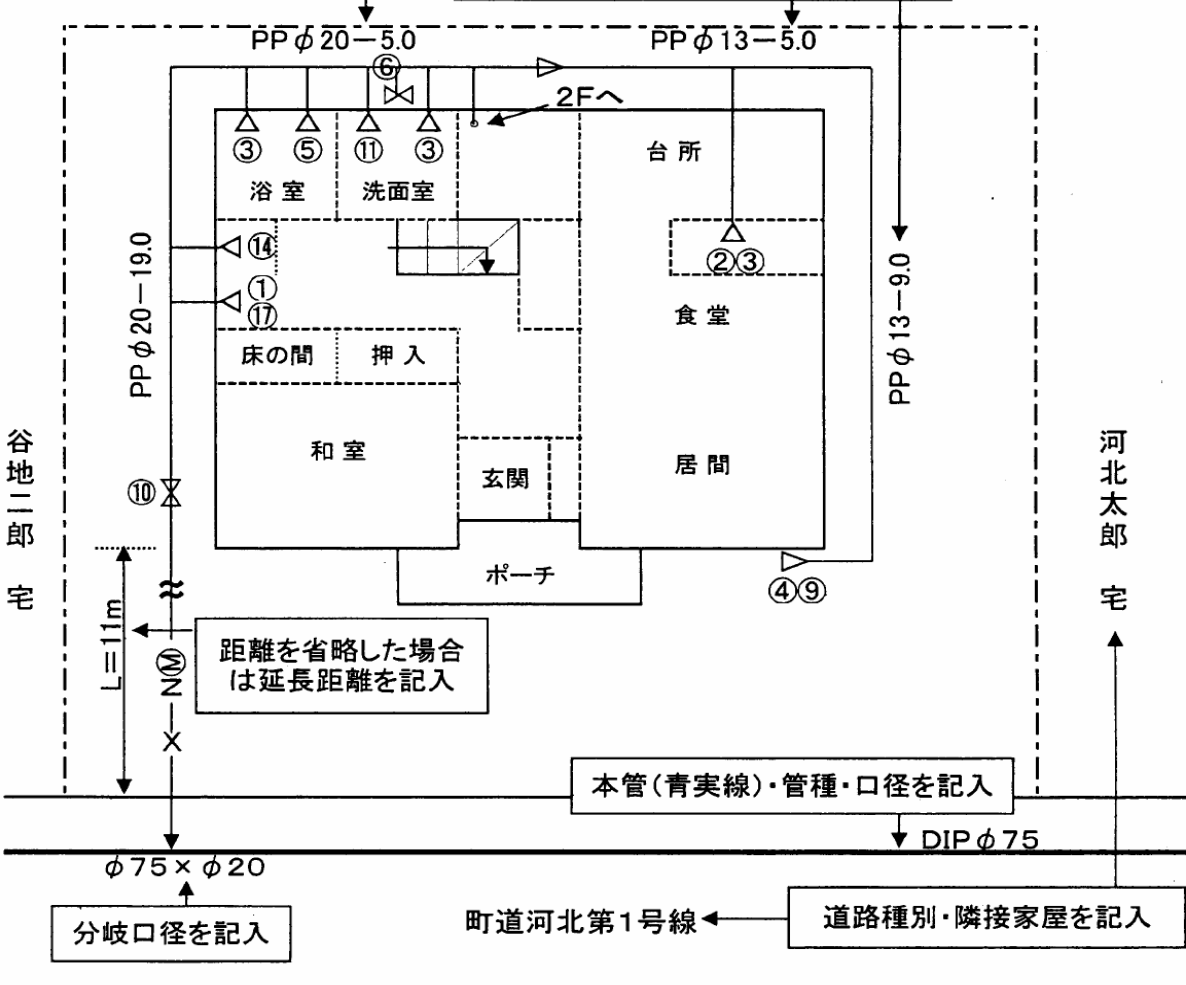 PPφ20−5.0
PPφ13−5.0
⑥
2Fへ
③
⑤
⑪
③
台所
浴室
洗面室
⑭
②③
①
⑰
PPφ20−19.0
PPφ13−9.0
食堂
床の間
押入
和室
居間
玄関
⑩
谷地二郎 宅
河北太郎 宅
ポーチ
④⑨
L=11m
距離を省略した場合
は延長距離を記入
NⓂ
本管(青実線)・管種・口径を記入
DIPφ75
φ75×φ20
分岐口径を記入
町道河北第1号線
道路種別・隣接家屋を記入